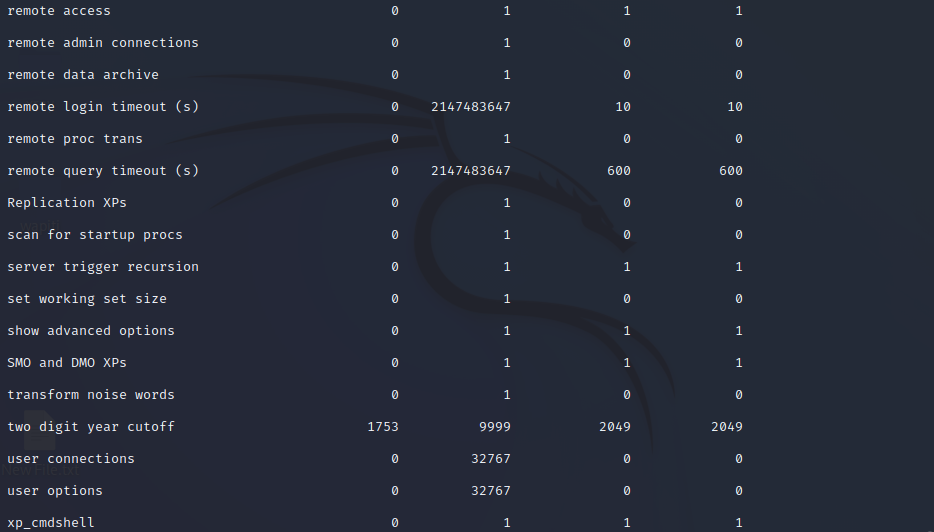 remote access 0 1 1 1
remote admin connections 0 1 0 0
remote data archive 0 1 0 0
remote login timeout (s) 0 2147483647 10 10
remote proc trans 0 1 0 0
remote query timeout (s) 0 2147483647 600 600
Replication XPs 0 1 0 0
scan for startup procs 0 1 0 0
server trigger recursion 0 1 1 1
set working set size 0 1 0 0
show advanced options 0 1 1 1
SMO and DMO XPs 0 1 1 1
transform noise words 0 1 0 0
two digit year cutoff 1753 9999 2049 2049
user connections 0 32767 0 0
user options 0 32767 0 0
xp_cmdshell 0 1 1 1